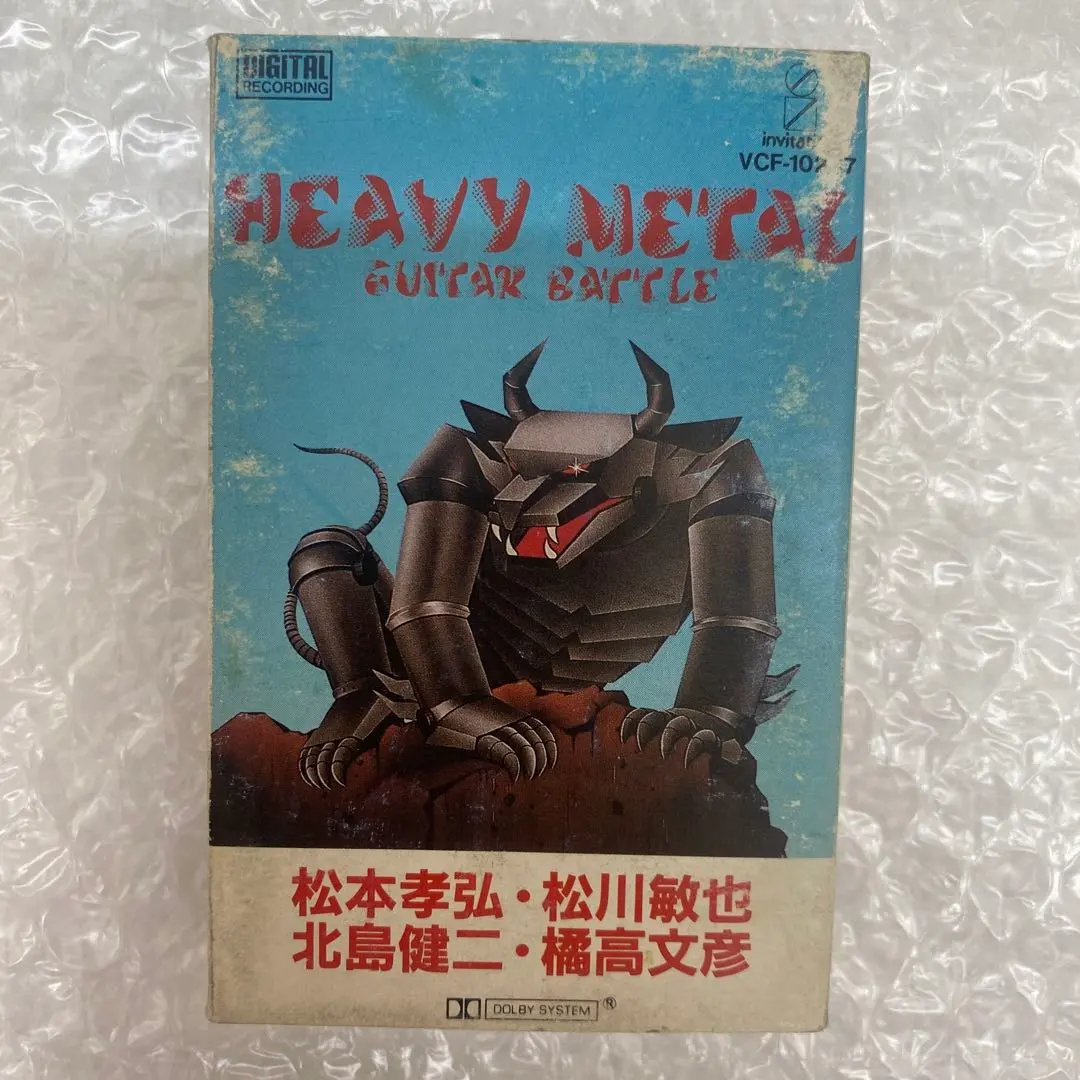 DIGITAL
RECORDING
HEAVY METAL
GUITAR BATTLE
松本孝弘・松川敏也
北島健二・橘高文彦
DOLBY SYSTEM ®